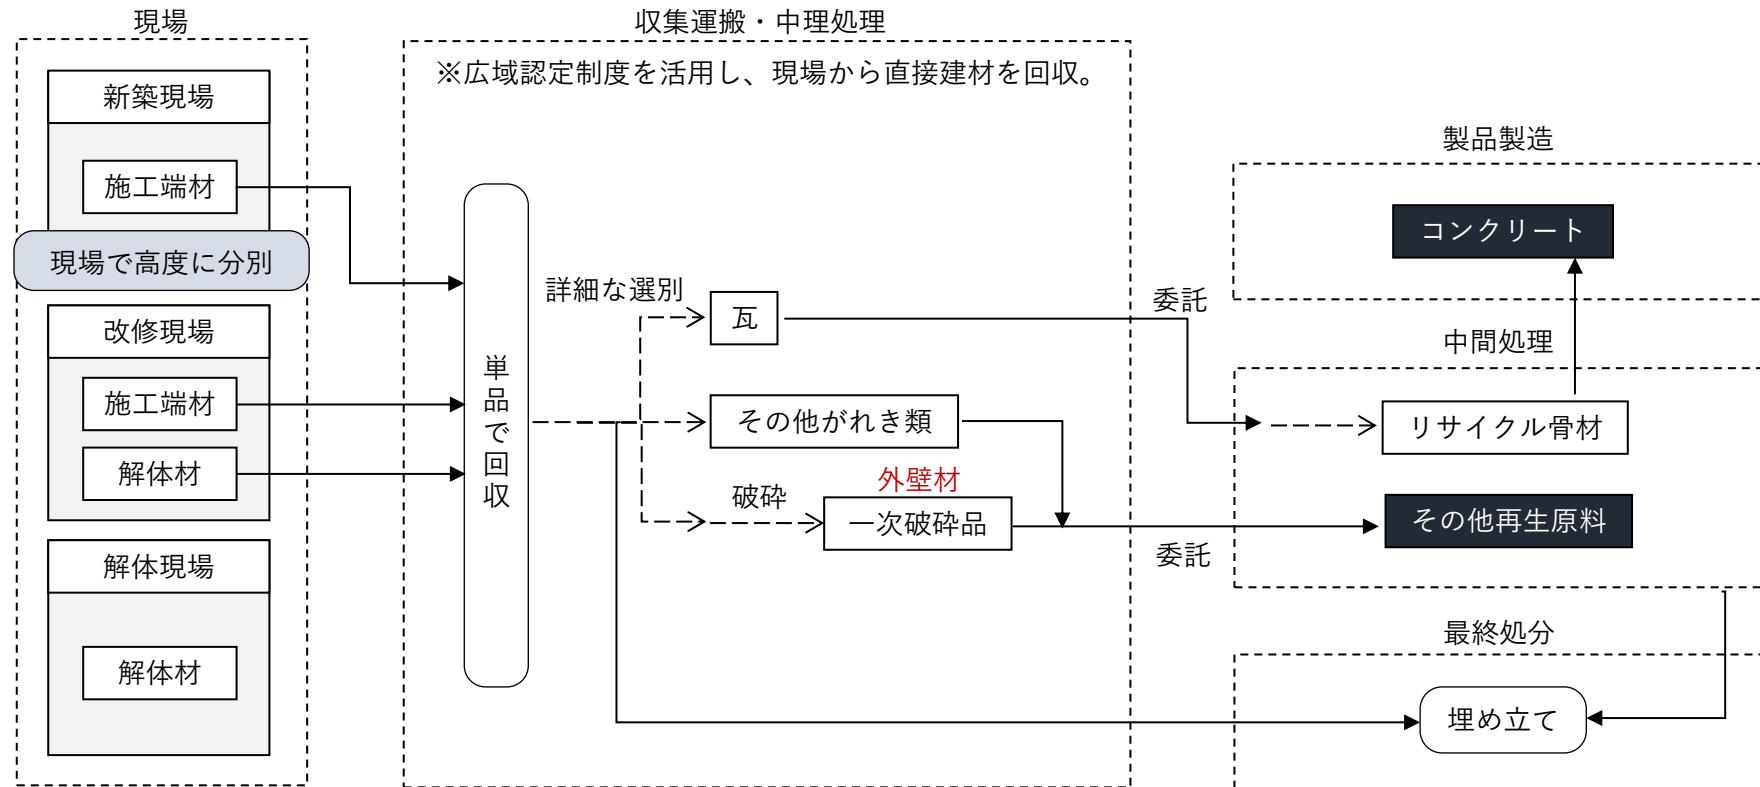 現場
新築現場
施工端材
現場で高度に分別
改修現場
施工端材
解体材
解体現場
解体材
収集運搬・中理処理
※広域認定制度を活用し、現場から直接建材を回収。
単品で回収
詳細な選別
瓦
その他がれき類
破砕
外壁材
一次破砕品
委託
委託
製品製造
コンクリート
中間処理
リサイクル骨材
その他再生原料
最終処分
埋め立て